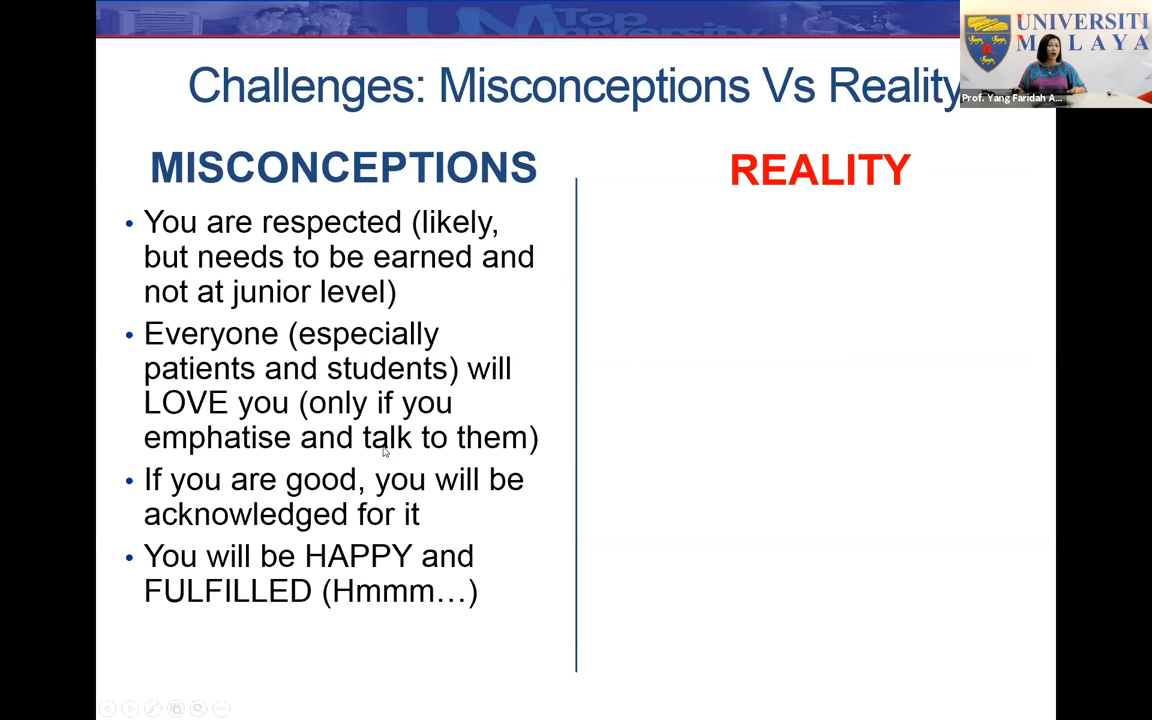 UM Top
University
UNIVERSITI
MALAYA
Prof. Yang Faridah A...
Challenges: Misconceptions Vs Reality
MISCONCEPTIONS
• You are respected (likely,
but needs to be earned and
not at junior level)
• Everyone (especially
patients and students) will
LOVE you (only if you
emphatise and talk to them)
• If you are good, you will be
acknowledged for it
• You will be HAPPY and
FULFILLED (Hmmm…)
REALITY